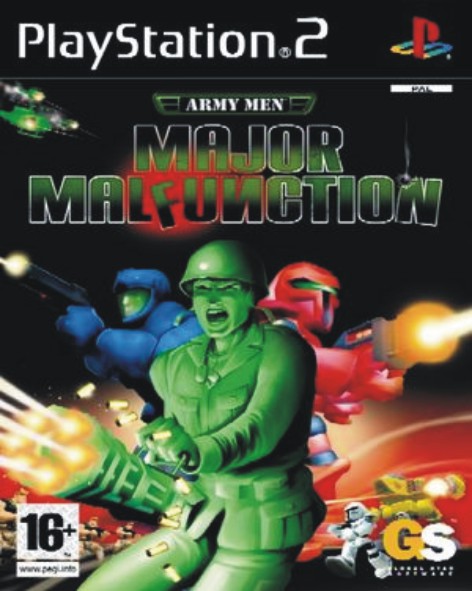 PlayStation®2
PAL
ARMY MEN
MAJOR
MALFUNCTION
16+
www.pegi.info
GS
GLOBAL STAR
SOFTWARE